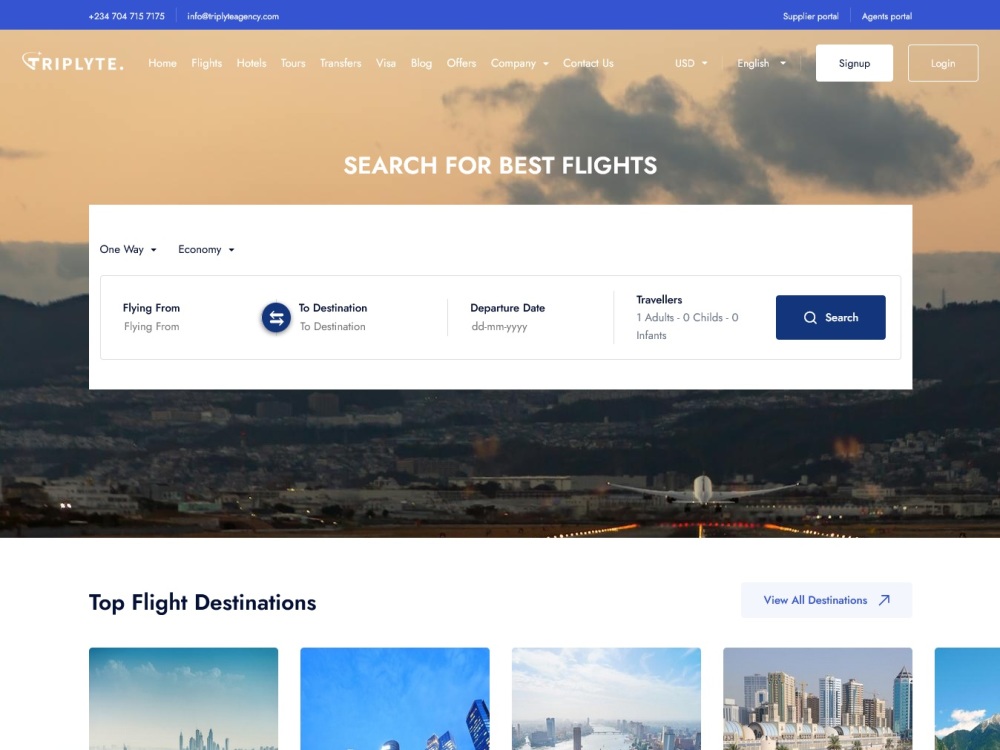 +234 704 715 7175
info@triplyteagency.com
Supplier portal
Agents portal
TRIPLYTE.
Home
Flights
Hotels
Tours
Transfers
Visa
Blog
Offers
Company
Contact Us
USD
English
Signup
Login
SEARCH FOR BEST FLIGHTS
One Way
Economy
Flying From
Flying From
To Destination
To Destination
Departure Date
dd-mm-yyyy
Travellers
1 Adults - 0 Childs - 0
Infants
Search
Top Flight Destinations
View All Destinations